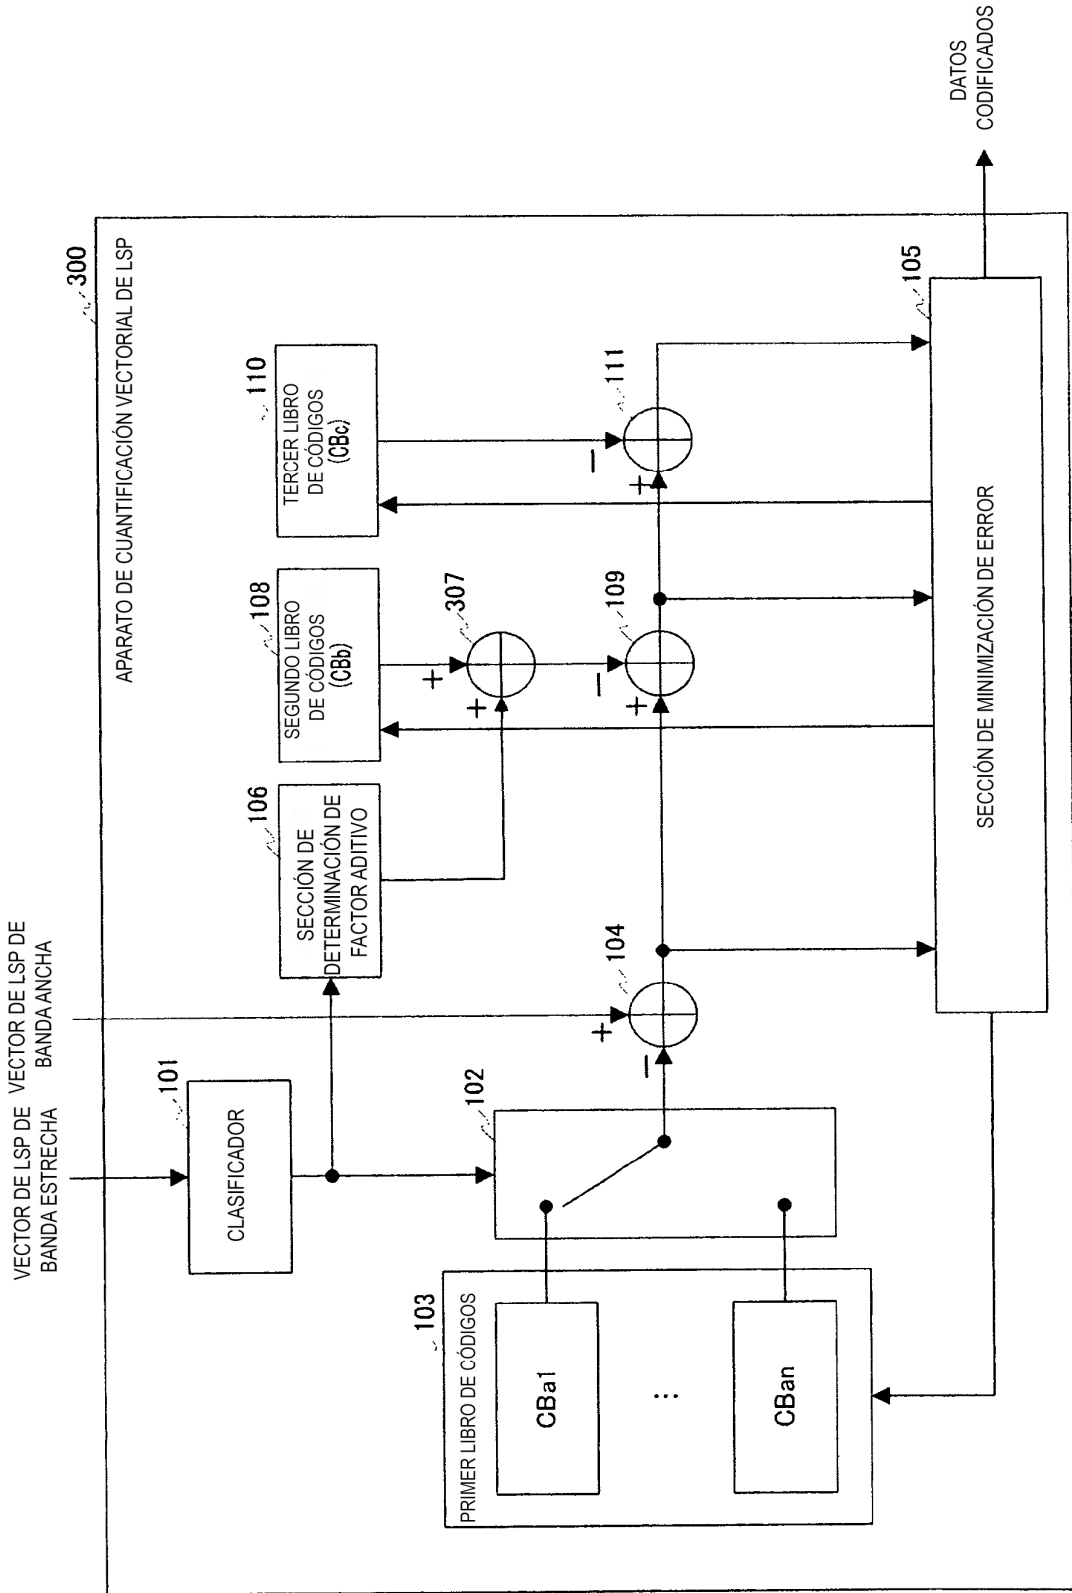 300
APARATO DE CUANTIFICACIÓN VECTORIAL DE LSP
VECTOR DE LSP DE
BANDA ESTRECHA
VECTOR DE LSP DE
BANDA ANCHA
101
CLASIFICADOR
106
SECCIÓN DE
DETERMINACIÓN DE
FACTOR ADITIVO
108
SEGUNDO LIBRO
DE CÓDIGOS
(CBb)
110
TERCER LIBRO
DE CÓDIGOS
(CBc)
307
+
+
102
104
+
−
109
−
+
111
−
+
103
PRIMER LIBRO DE CÓDIGOS
CBa1
...
CBan
105
SECCIÓN DE MINIMIZACIÓN DE ERROR
DATOS
CODIFICADOS